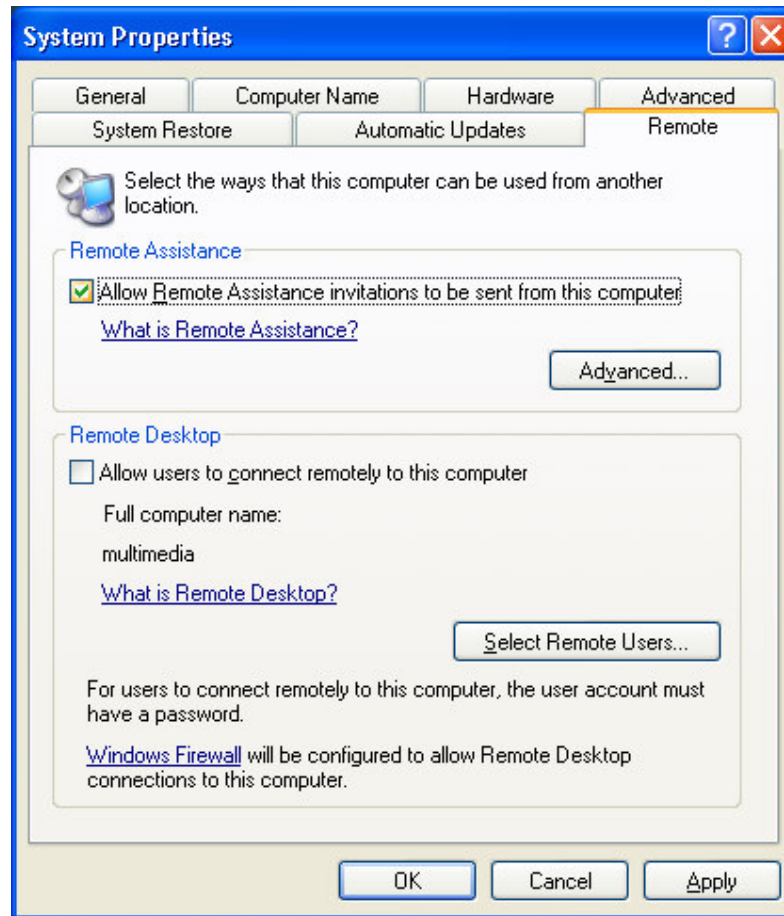 System Properties
General Computer Name Hardware Advanced
System Restore Automatic Updates Remote
Select the ways that this computer can be used from another
location.
Remote Assistance
Allow Remote Assistance invitations to be sent from this computer
What is Remote Assistance?
Advanced...
Remote Desktop
Allow users to connect remotely to this computer
Full computer name:
multimedia
What is Remote Desktop?
Select Remote Users...
For users to connect remotely to this computer, the user account must
have a password.
Windows Firewall will be configured to allow Remote Desktop
connections to this computer.
OK Cancel Apply